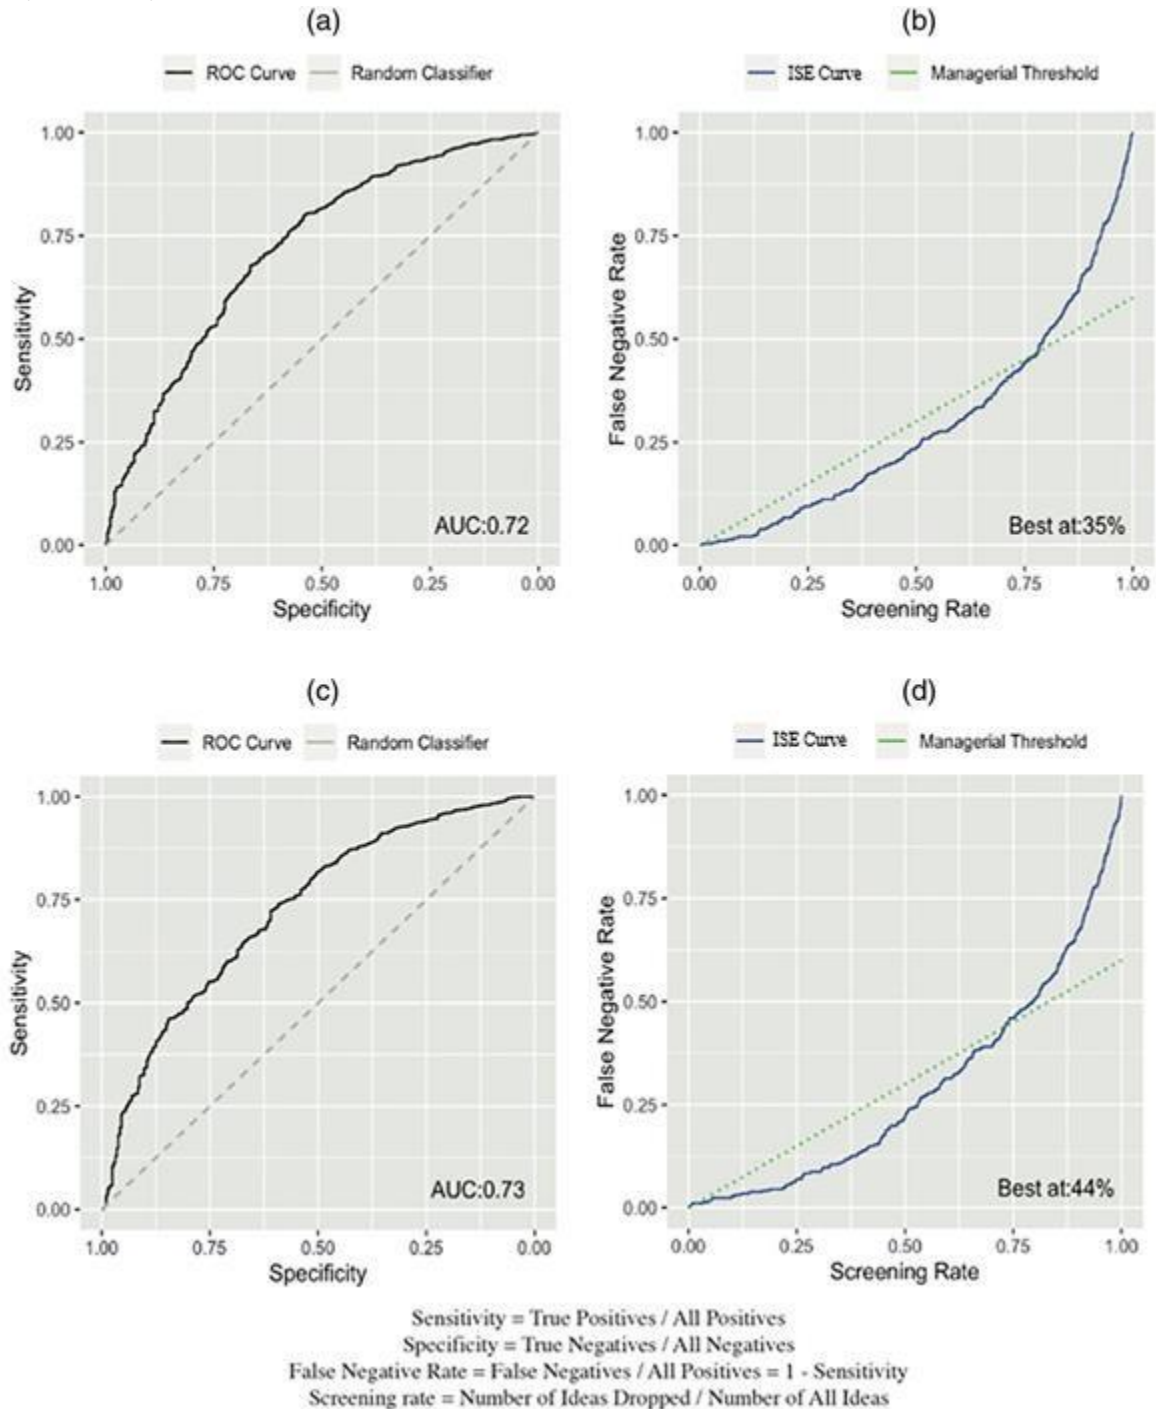 (a)
ROC Curve Random Classifier
1.00
0.75
0.50
0.25
0.00
Sensitivity
AUC:0.72
1.00 0.75 0.50 0.25 0.00
Specificity
(b)
ISE Curve Managerial Threshold
1.00
0.75
0.50
0.25
0.00
False Negative Rate
Best at:35%
0.00 0.25 0.50 0.75 1.00
Screening Rate
(c)
ROC Curve Random Classifier
1.00
0.75
0.50
0.25
0.00
Sensitivity
AUC:0.73
1.00 0.75 0.50 0.25 0.00
Specificity
(d)
ISE Curve Managerial Threshold
1.00
0.75
0.50
0.25
0.00
False Negative Rate
Best at:44%
0.00 0.25 0.50 0.75 1.00
Screening Rate
Sensitivity = True Positives / All Positives
Specificity = True Negatives / All Negatives
False Negative Rate = False Negatives / All Positives = 1 - Sensitivity
Screening rate = Number of Ideas Dropped / Number of All Ideas